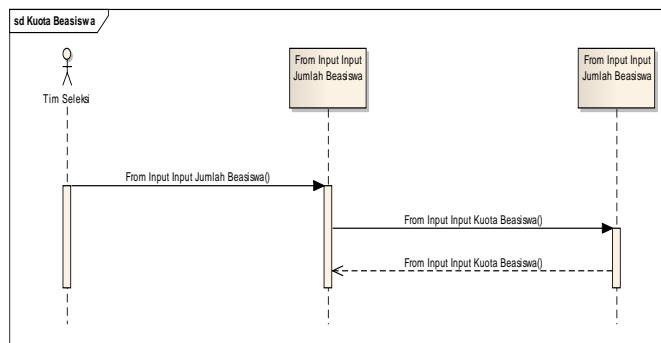 sd Kuota Beasiswa
Tim Seleksi
From Input Input
Jumlah Beasiswa
From Input Input
Jumlah Beasiswa
From Input Input Jumlah Beasiswa()
From Input Input Kuota Beasiswa()
From Input Input Kuota Beasiswa()